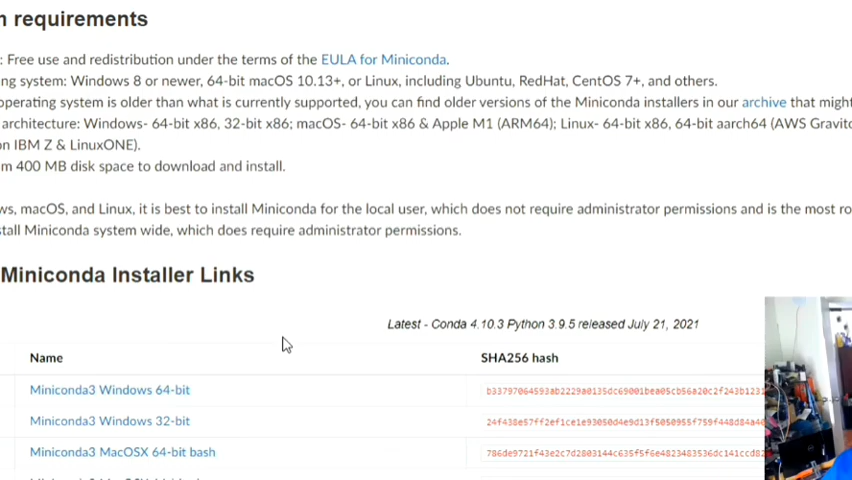 requirements
: Free use and redistribution under the terms of the EULA for Miniconda.
ng system: Windows 8 or newer, 64-bit macOS 10.13+, or Linux, including Ubuntu, RedHat, CentOS 7+, and others.
operating system is older than what is currently supported, you can find older versions of the Miniconda installers in our archive that might
architecture: Windows- 64-bit x86, 32-bit x86; macOS- 64-bit x86 & Apple M1 (ARM64); Linux- 64-bit x86, 64-bit aarch64 (AWS Gravito
on IBM Z & LinuxONE).
m 400 MB disk space to download and install.
ws, macOS, and Linux, it is best to install Miniconda for the local user, which does not require administrator permissions and is the most ro
stall Miniconda system wide, which does require administrator permissions.
Miniconda Installer Links
Latest - Conda 4.10.3 Python 3.9.5 released July 21, 2021
Name SHA256 hash
Miniconda3 Windows 64-bit
Miniconda3 Windows 32-bit
Miniconda3 MacOSX 64-bit bash